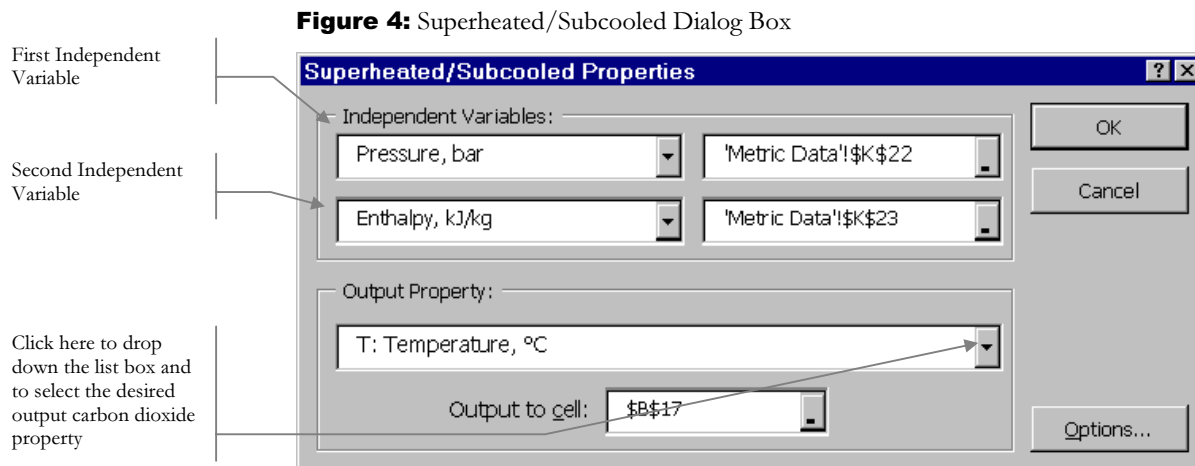 Figure 4: Superheated/Subcooled Dialog Box
First Independent
Variable
Second Independent
Variable
Click here to drop
down the list box and
to select the desired
output carbon dioxide
property
Superheated/Subcooled Properties
Independent Variables:
Pressure, bar
'Metric Data'!$K$22
Enthalpy, kJ/kg
'Metric Data'!$K$23
OK
Cancel
Output Property:
T: Temperature, ºC
Output to cell:
$B$17
Options...